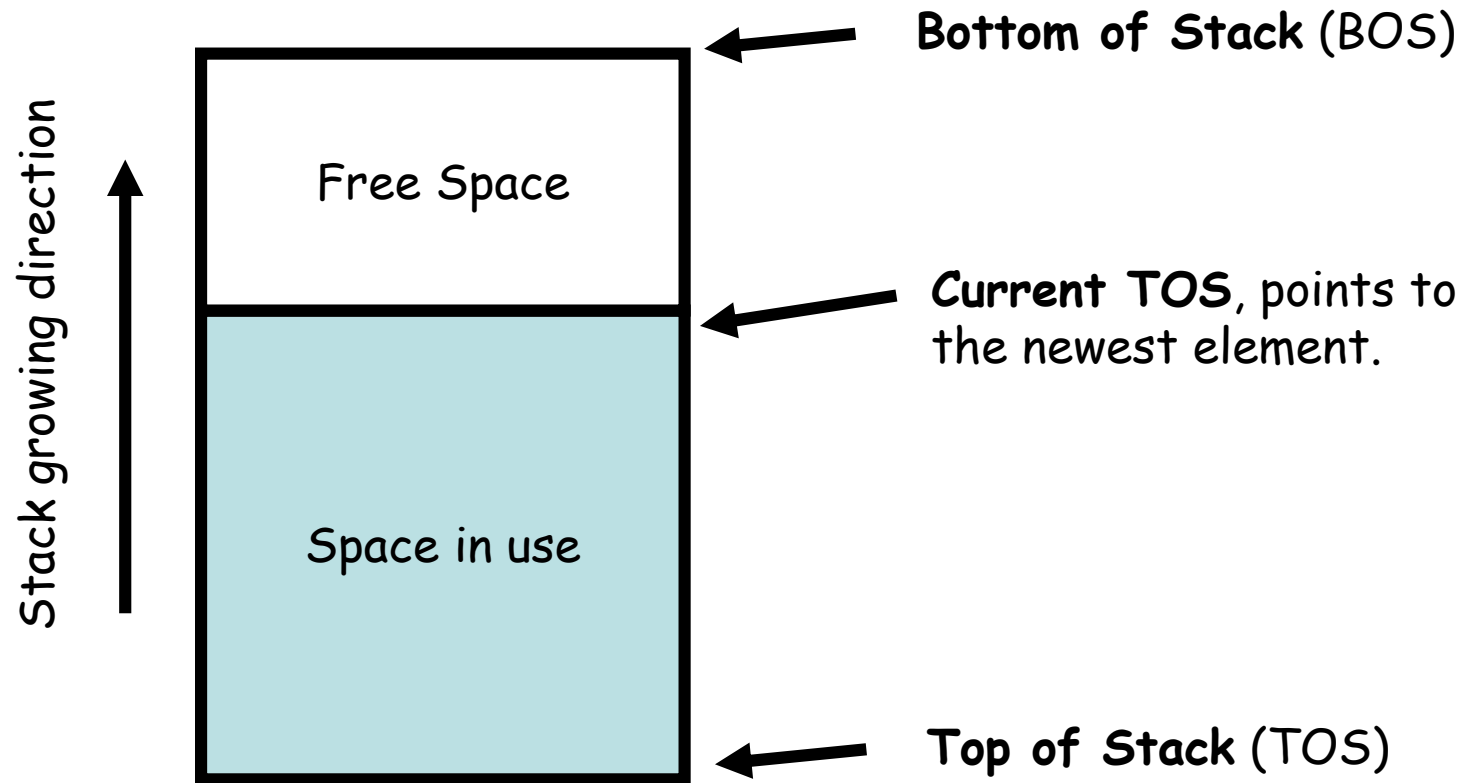 Bottom of Stack (BOS)
Stack growing direction
Free Space
Current TOS, points to
the newest element.
Space in use
Top of Stack (TOS)